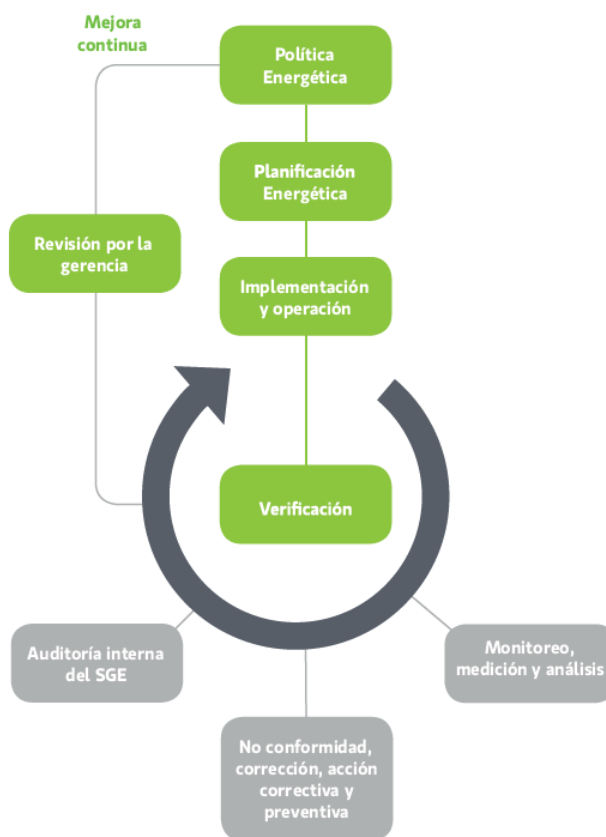 Mejora
continua
Política
Energética
Planificación
Energética
Revisión por la
gerencia
Implementación
y operación
Verificación
Auditoría interna
del SGE
Monitoreo,
medición y análisis
No conformidad,
corrección, acción
correctiva y
preventiva